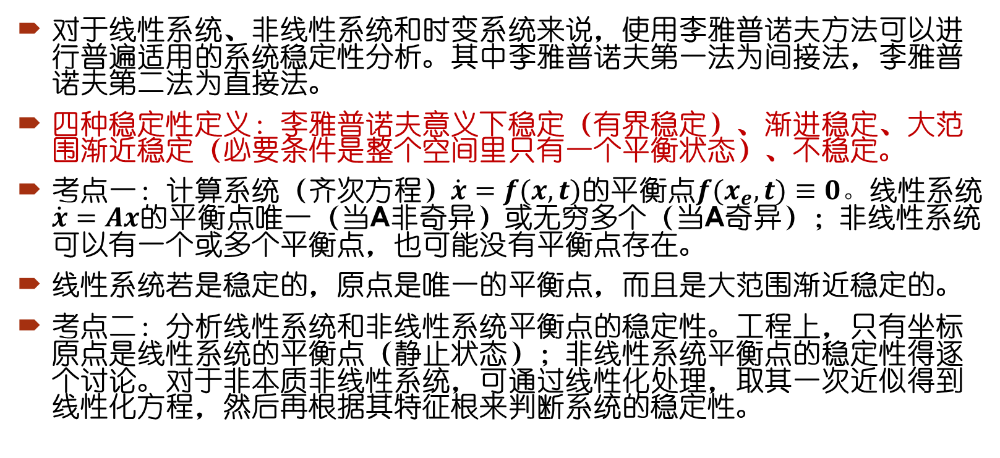 对于线性系统、非线性系统和时变系统来说，使用李雅普诺夫方法可以进
行普遍适用的系统稳定性分析。其中李雅普诺夫第一法为间接法，李雅普
诺夫第二法为直接法。
四种稳定性定义：李雅普诺夫意义下稳定（有界稳定）、渐进稳定、大范
围渐近稳定（必要条件是整个空间里只有一个平衡状态）、不稳定。
考点一：计算系统（齐次方程）ẋ = f(x, t)的平衡点f(xₑ, t) ≡ 0。线性系统
ẋ = Ax的平衡点唯一（当A非奇异）或无穷多个（当A奇异）；非线性系统
可以有一个或多个平衡点，也可能没有平衡点存在。
线性系统若是稳定的，原点是唯一的平衡点，而且是大范围渐近稳定的。
考点二：分析线性系统和非线性系统平衡点的稳定性。工程上，只有坐标
原点是线性系统的平衡点（静止状态）；非线性系统平衡点的稳定性得逐
个讨论。对于非本质非线性系统，可通过线性化处理，取其一次近似得到
线性化方程，然后再根据其特征根来判断系统的稳定性。